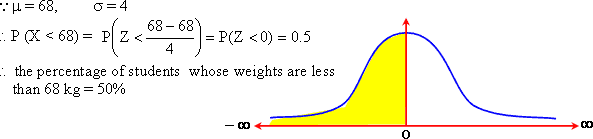 ∵ μ = 68, σ = 4
∴ P (X < 68) = P(Z < (68 – 68)/4) = P(Z < 0) = 0.5
∴ the percentage of students whose weights are less
than 68 kg = 50%
– ∞ 0 ∞